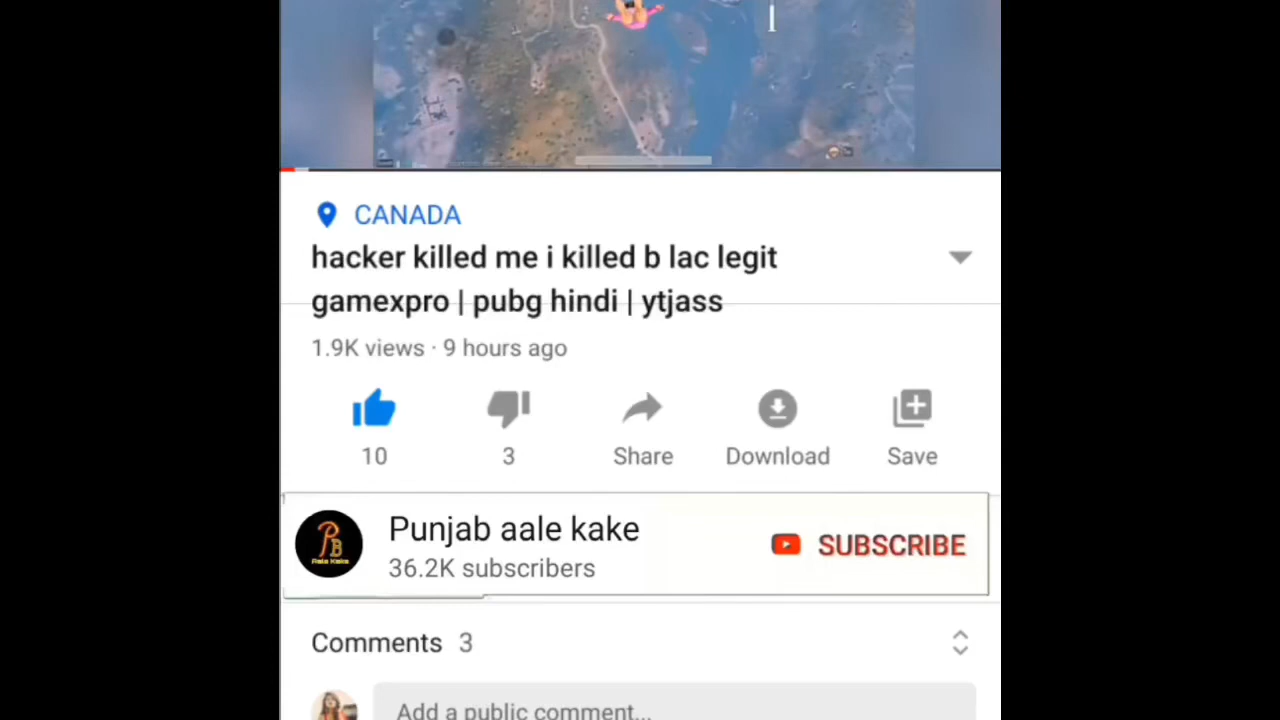 CANADA
hacker killed me i killed b lac legit
gamexpro | pubg hindi | ytjass
1.9K views · 9 hours ago
10
3
Share
Download
Save
Punjab aale kake
36.2K subscribers
SUBSCRIBE
Comments 3
Add a public comment...